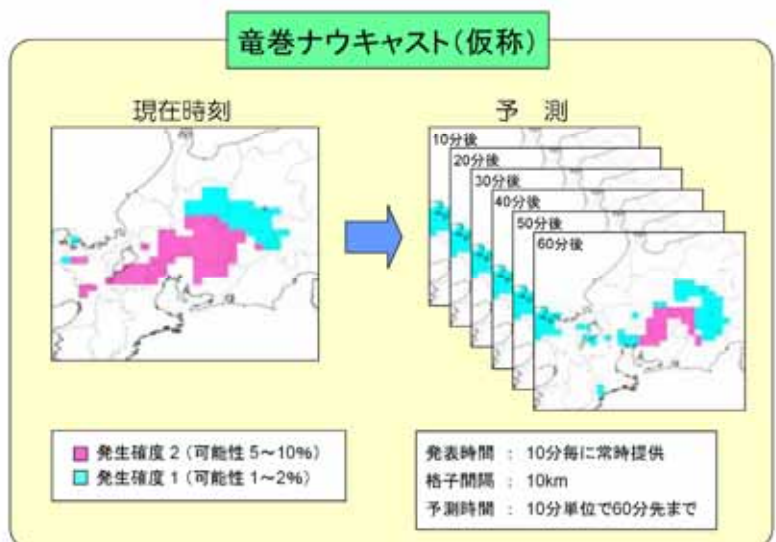 竜巻ナウキャスト(仮称)
現在時刻
予 測
10分後
20分後
30分後
40分後
50分後
60分後
■ 発生確度 2 (可能性 5~10%)
■ 発生確度 1 (可能性 1~2%)
発表時間 : 10分毎に常時提供
格子間隔 : 10km
予測時間 : 10分単位で60分先まで